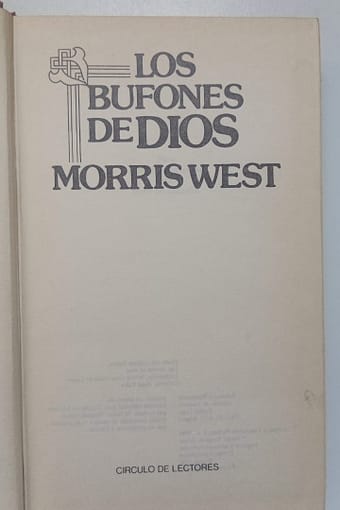 LOS
BUFONES
DE DIOS
MORRIS WEST
CIRCULO DE LECTORES